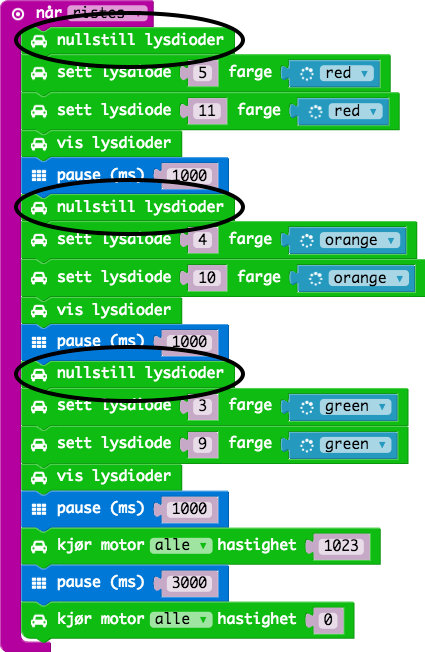 når ristes
nullstill lysdioder
sett lysdiode 5 farge red
sett lysdiode 11 farge red
vis lysdioder
pause (ms) 1000
nullstill lysdioder
sett lysdiode 4 farge orange
sett lysdiode 10 farge orange
vis lysdioder
pause (ms) 1000
nullstill lysdioder
sett lysdiode 3 farge green
sett lysdiode 9 farge green
vis lysdioder
pause (ms) 1000
kjør motor alle hastighet 1023
pause (ms) 3000
kjør motor alle hastighet 0